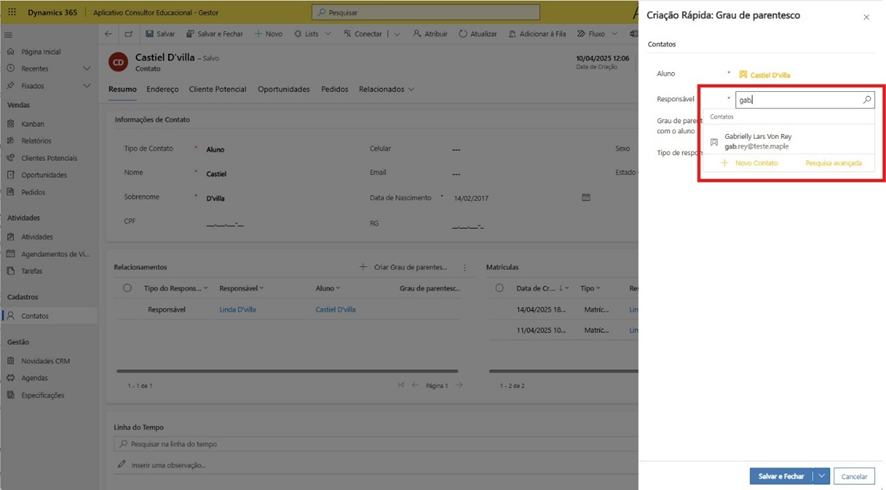 Dynamics 365
Aplicativo Consultor Educacional - Gestor
Pesquisar
Salvar
Salvar e Fechar
Novo
Lists
Conectar
Atribuir
Atualizar
Adicionar à Fila
Fluxo
Página Inicial
Recentes
Fixados
Vendas
Kanban
Relatórios
Clientes Potenciais
Oportunidades
Pedidos
Atividades
Atividades
Agendamentos de Vi...
Tarefas
Cadastros
Contatos
Gestão
Novidades CRM
Agendas
Especificações
CD
Castiel D'villa - Salvo
Contato
10/04/2025 12:06
Data de Criação
Resumo
Endereço
Cliente Potencial
Oportunidades
Pedidos
Relacionados
Informações de Contato
Tipo de Contato * Aluno
Nome * Castiel
Sobrenome * D'villa
CPF __.___.___-__
Celular ---
Email ---
Data de Nascimento * 14/02/2017
RG __.___.___-_
Sexo
Estado
Relacionamentos
+ Criar Grau de parentes...
Tipo do Respons...
Responsável
Aluno
Grau de parentesc...
Responsável
Linda D'villa
Castiel D'villa
1 - 1 de 1
Página 1
Matrículas
Data de Cr...
Tipo
Re
14/04/2025 18...
Matríc...
Lin
11/04/2025 10...
Matríc...
Lin
1 - 2 de 2
Linha do Tempo
Pesquisar na linha do tempo
Inserir uma observação...
Criação Rápida: Grau de parentesco
Contatos
Aluno * Castiel D'villa
Responsável * gab
Contatos
Gabrielly Lars Von Rey
gab.rey@teste.maple
+ Novo Contato
Pesquisa avançada
Grau de parent
com o aluno
Tipo de respon
Salvar e Fechar
Cancelar